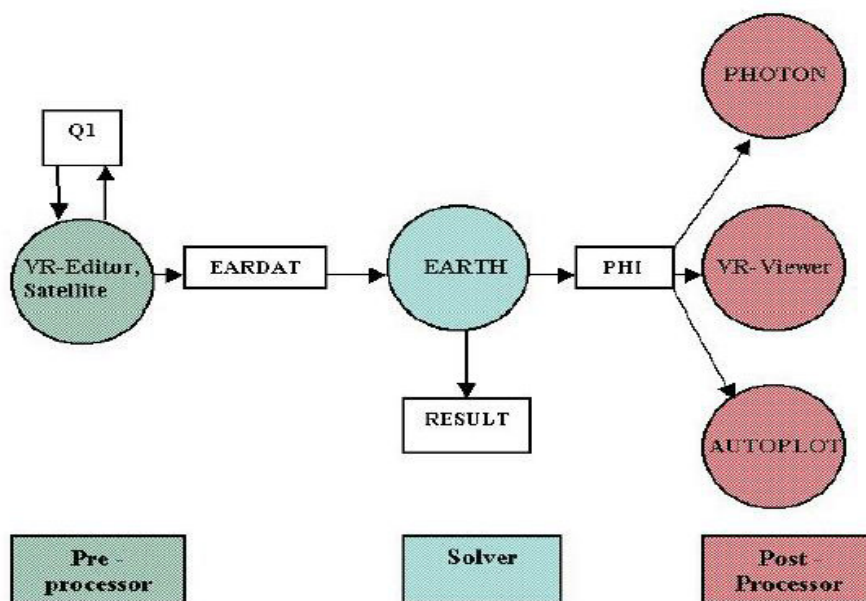 PHOTON
Q1
VR-Editor,
Satellite
EARDAT
EARTH
PHI
VR-Viewer
RESULT
AUTOPLOT
Pre -
processor
Solver
Post -
Processor